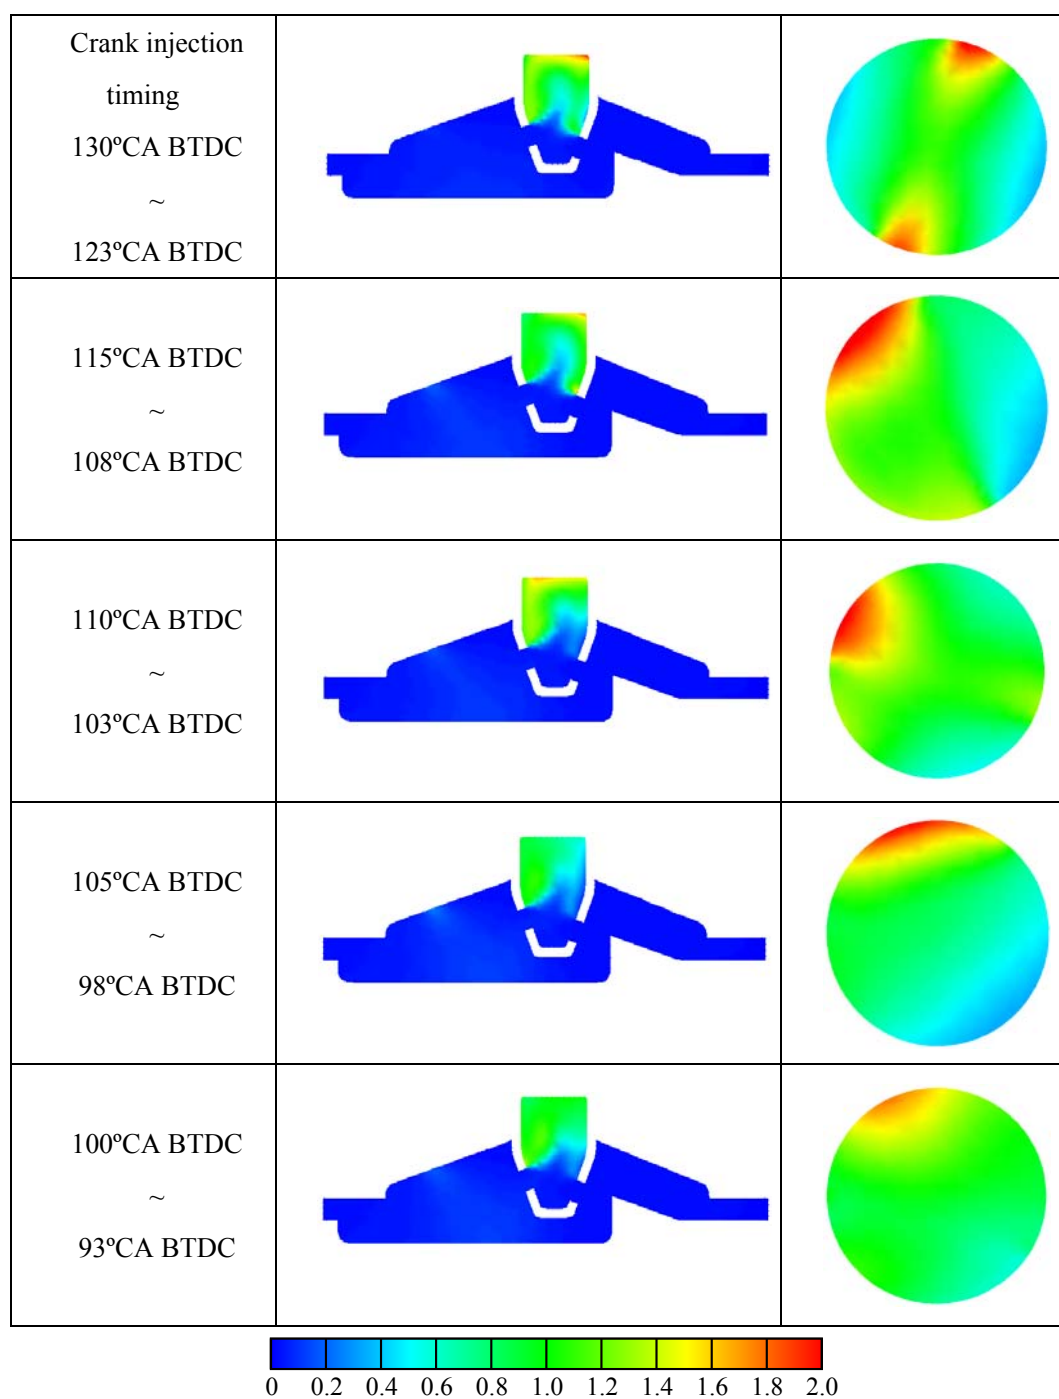 Crank injection
timing
130ºCA BTDC
~
123ºCA BTDC
115ºCA BTDC
~
108ºCA BTDC
110ºCA BTDC
~
103ºCA BTDC
105ºCA BTDC
~
98ºCA BTDC
100ºCA BTDC
~
93ºCA BTDC
0 0.2 0.4 0.6 0.8 1.0 1.2 1.4 1.6 1.8 2.0